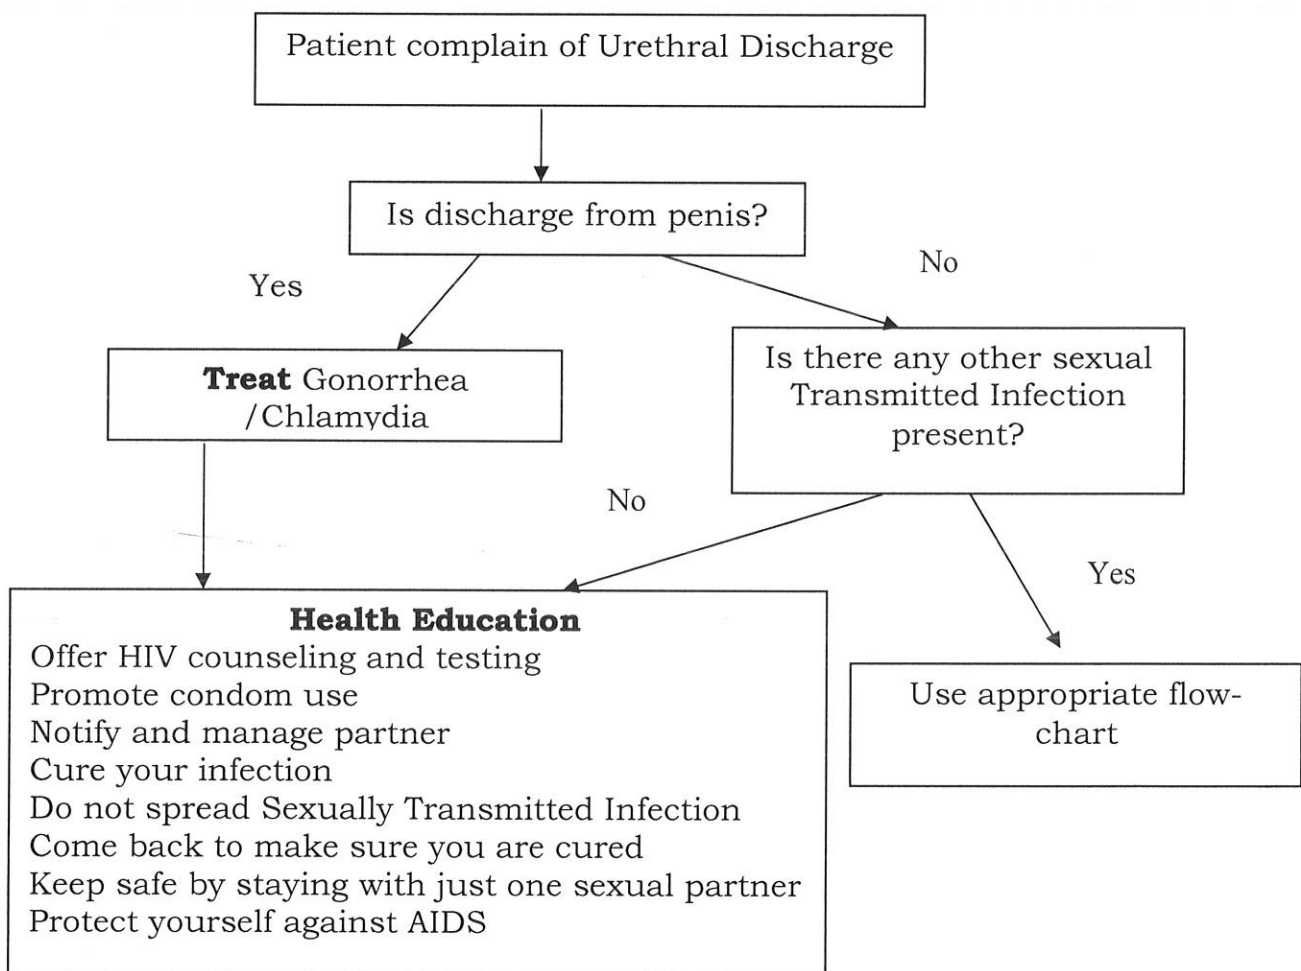 Patient complain of Urethral Discharge
Is discharge from penis?
Yes
No
Treat Gonorrhea
/Chlamydia
Is there any other sexual
Transmitted Infection
present?
No
Yes
Health Education
Offer HIV counseling and testing
Promote condom use
Notify and manage partner
Cure your infection
Do not spread Sexually Transmitted Infection
Come back to make sure you are cured
Keep safe by staying with just one sexual partner
Protect yourself against AIDS
Use appropriate flow-
chart